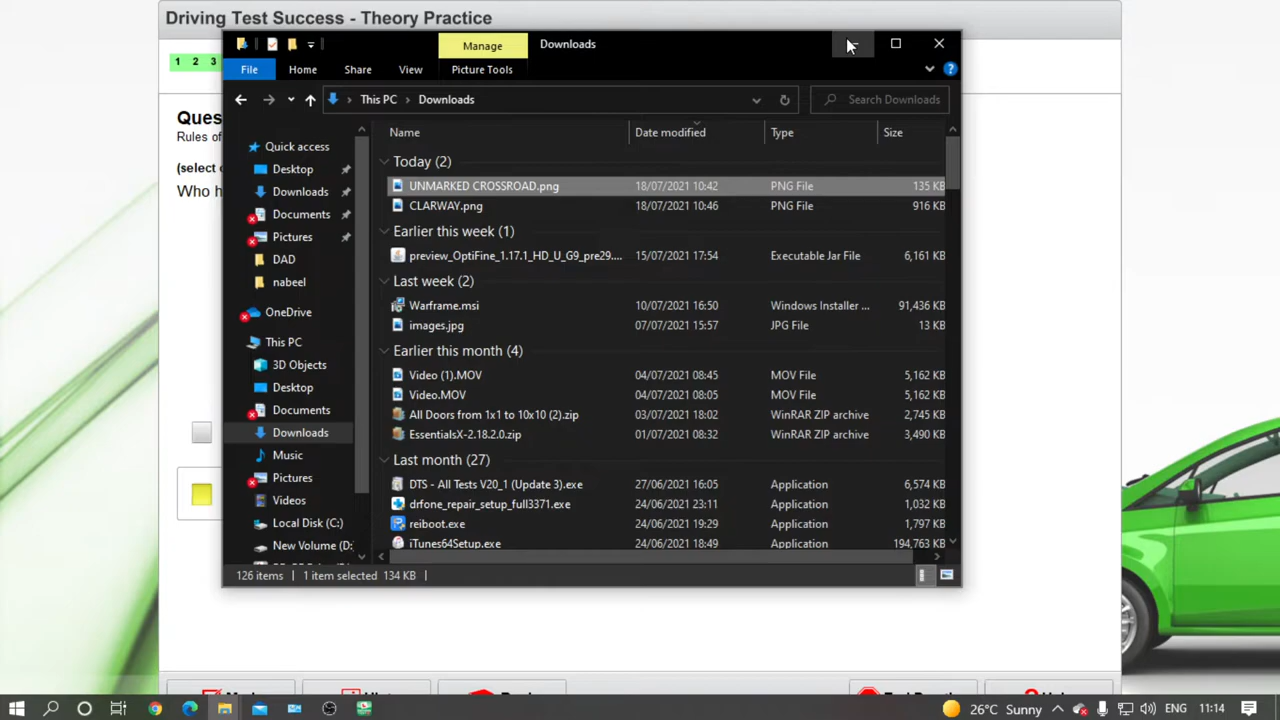 Driving Test Success - Theory Practice
1 2 3
Manage
Downloads
File
Home
Share
View
Picture Tools
This PC
Downloads
Search Downloads
Ques
Rules of
(select o
Who h
Quick access
Desktop
Downloads
Documents
Pictures
DAD
nabeel
OneDrive
This PC
3D Objects
Desktop
Documents
Downloads
Music
Pictures
Videos
Local Disk (C:)
New Volume (D:
Name Date modified Type Size
Today (2)
UNMARKED CROSSROAD.png 18/07/2021 10:42 PNG File 135 KB
CLARWAY.png 18/07/2021 10:46 PNG File 916 KB
Earlier this week (1)
preview_OptiFine_1.17.1_HD_U_G9_pre29.... 15/07/2021 17:54 Executable Jar File 6,161 KB
Last week (2)
Warframe.msi 10/07/2021 16:50 Windows Installer ... 91,436 KB
images.jpg 07/07/2021 15:57 JPG File 13 KB
Earlier this month (4)
Video (1).MOV 04/07/2021 08:45 MOV File 5,162 KB
Video.MOV 04/07/2021 08:05 MOV File 5,162 KB
All Doors from 1x1 to 10x10 (2).zip 03/07/2021 18:02 WinRAR ZIP archive 2,745 KB
EssentialsX-2.18.2.0.zip 01/07/2021 08:32 WinRAR ZIP archive 3,490 KB
Last month (27)
DTS - All Tests V20_1 (Update 3).exe 27/06/2021 16:05 Application 6,574 KB
drfone_repair_setup_full3371.exe 24/06/2021 23:11 Application 1,032 KB
reiboot.exe 24/06/2021 19:29 Application 1,797 KB
iTunes64Setup.exe 24/06/2021 18:49 Application 194,763 KB
126 items 1 item selected 134 KB
26°C Sunny
ENG
11:14